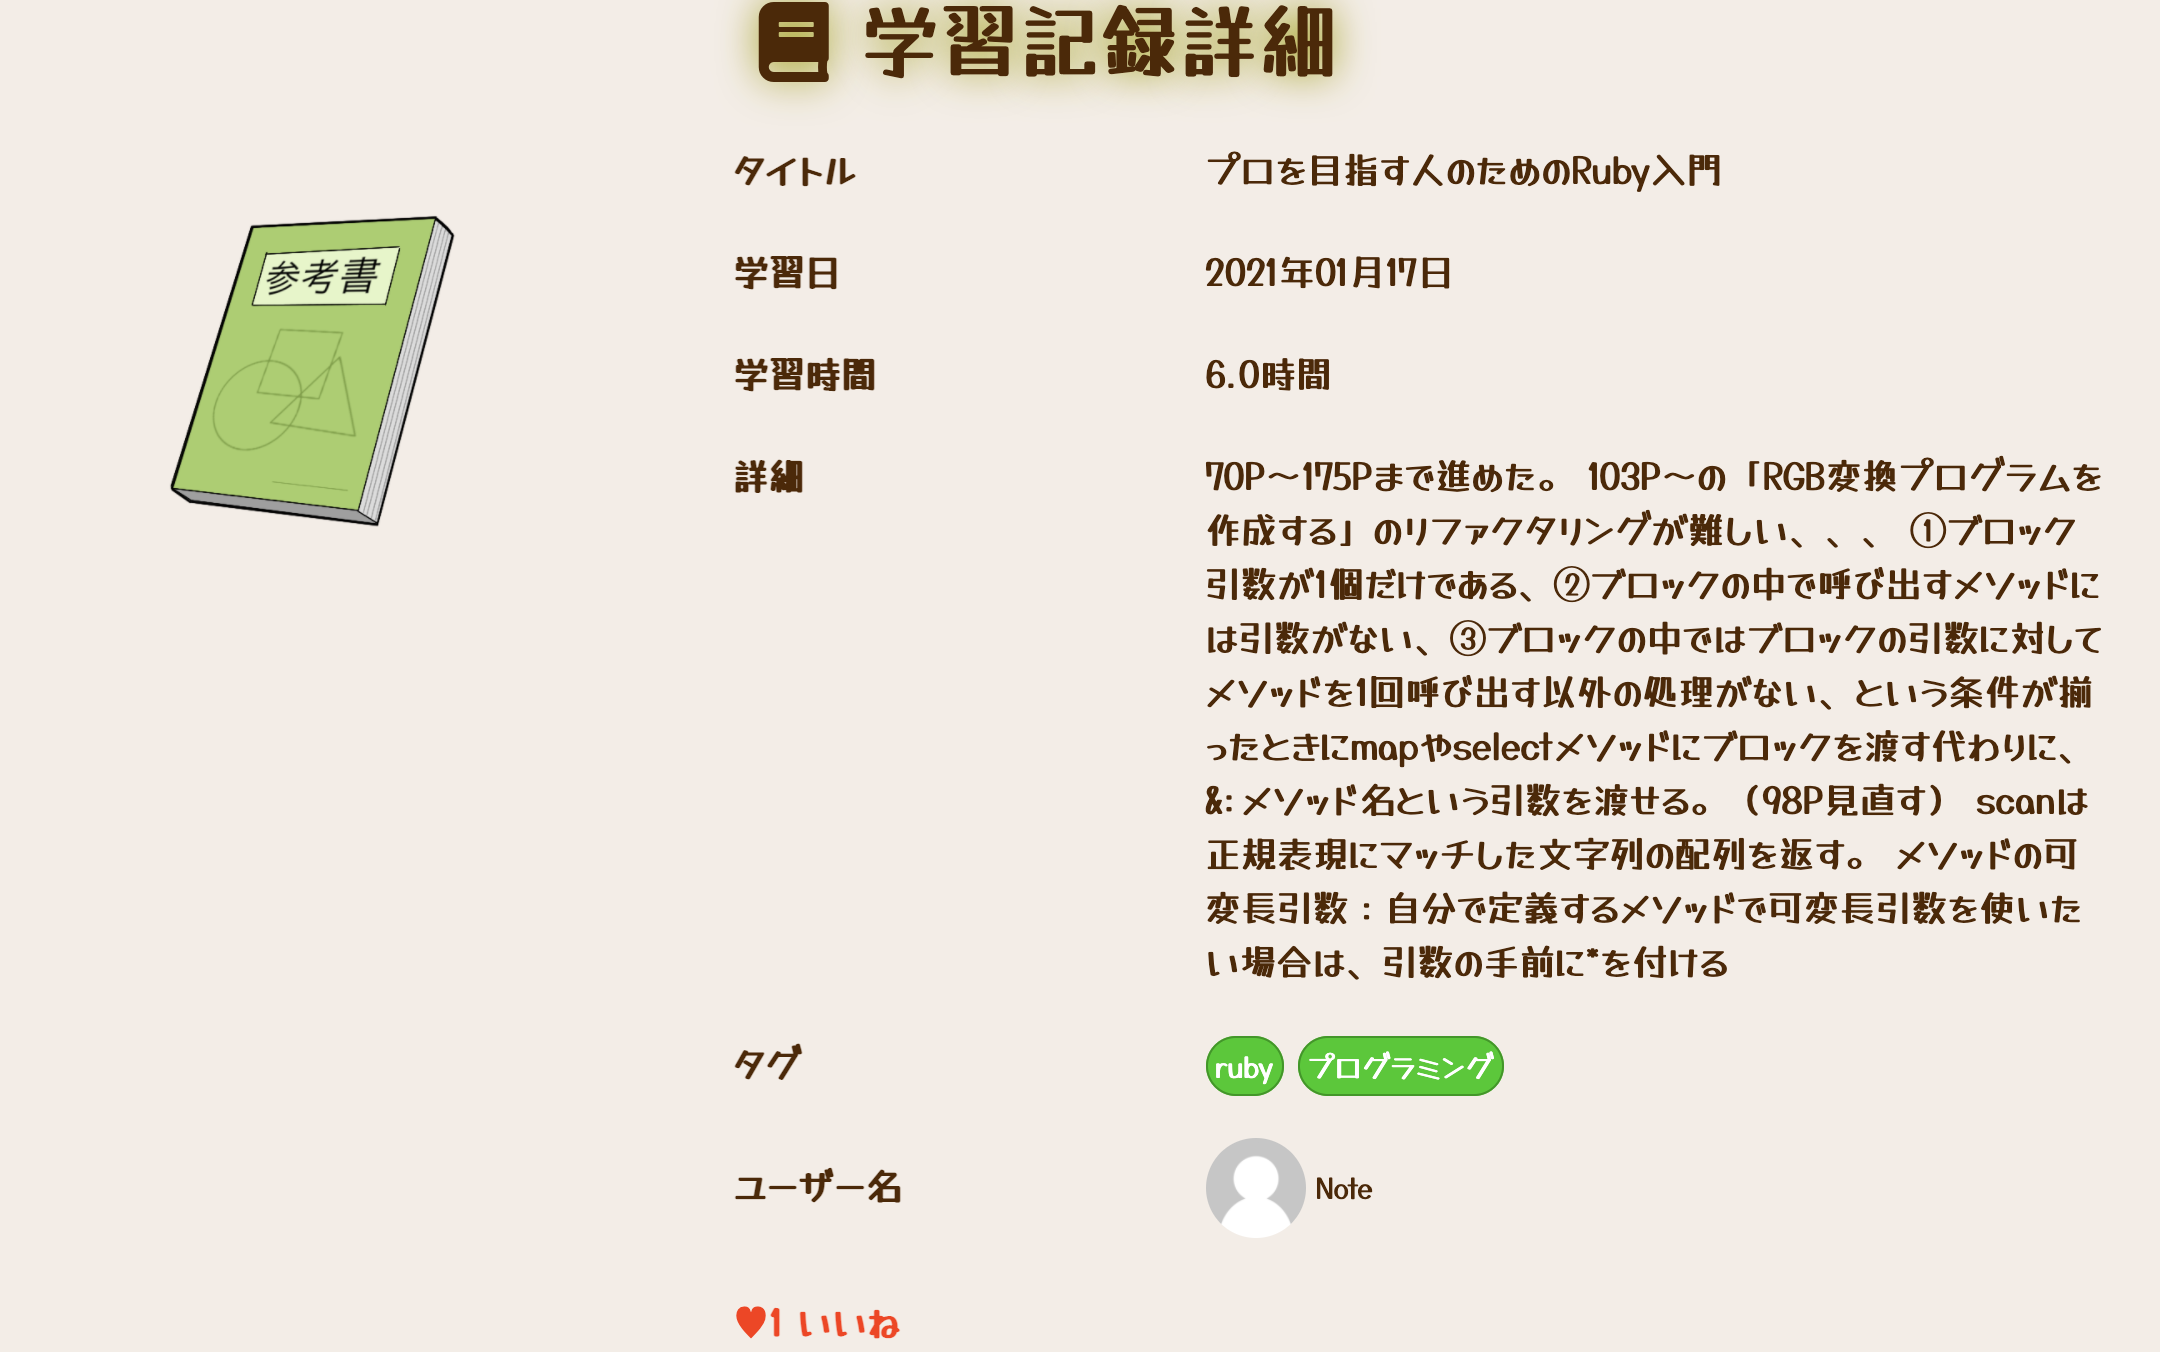 学習記録詳細
参考書
タイトル プロを目指す人のためのRuby入門
学習日 2021年01月17日
学習時間 6.0時間
詳細 70P〜175Pまで進めた。 103P〜の「RGB変換プログラムを
作成する」のリファクタリングが難しい、、、 ①ブロック
引数が1個だけである、②ブロックの中で呼び出すメソッドに
は引数がない、③ブロックの中ではブロックの引数に対して
メソッドを1回呼び出す以外の処理がない、という条件が揃
ったときにmapやselectメソッドにブロックを渡す代わりに、
&:メソッド名という引数を渡せる。（98P見直す） scanは
正規表現にマッチした文字列の配列を返す。 メソッドの可
変長引数：自分で定義するメソッドで可変長引数を使いた
い場合は、引数の手前に*を付ける
タグ ruby プログラミング
ユーザー名 Note
♥1 いいね